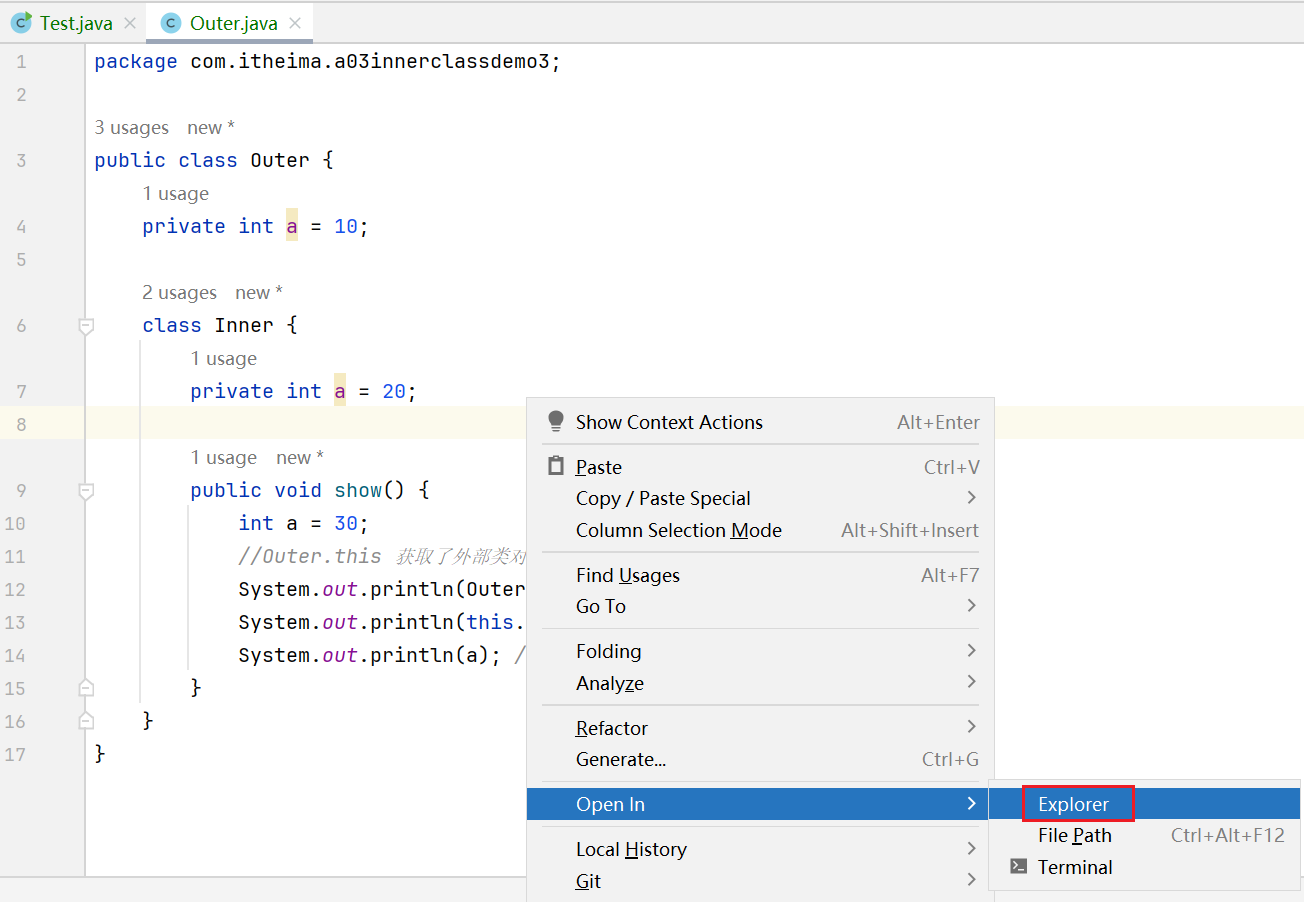 Test.java
Outer.java
1 package com.itheima.a03innerclassdemo3;
2
3 usages new *
3 public class Outer {
1 usage
4 private int a = 10;
5
2 usages new *
6 class Inner {
1 usage
7 private int a = 20;
8
1 usage new *
9 public void show() {
10 int a = 30;
11 //Outer.this 获取了外部类对
12 System.out.println(Outer
13 System.out.println(this.
14 System.out.println(a); /
15 }
16 }
17 }
Show Context Actions Alt+Enter
Paste Ctrl+V
Copy / Paste Special
Column Selection Mode Alt+Shift+Insert
Find Usages Alt+F7
Go To
Folding
Analyze
Refactor
Generate... Ctrl+G
Open In
Local History
Git
Explorer
File Path Ctrl+Alt+F12
Terminal